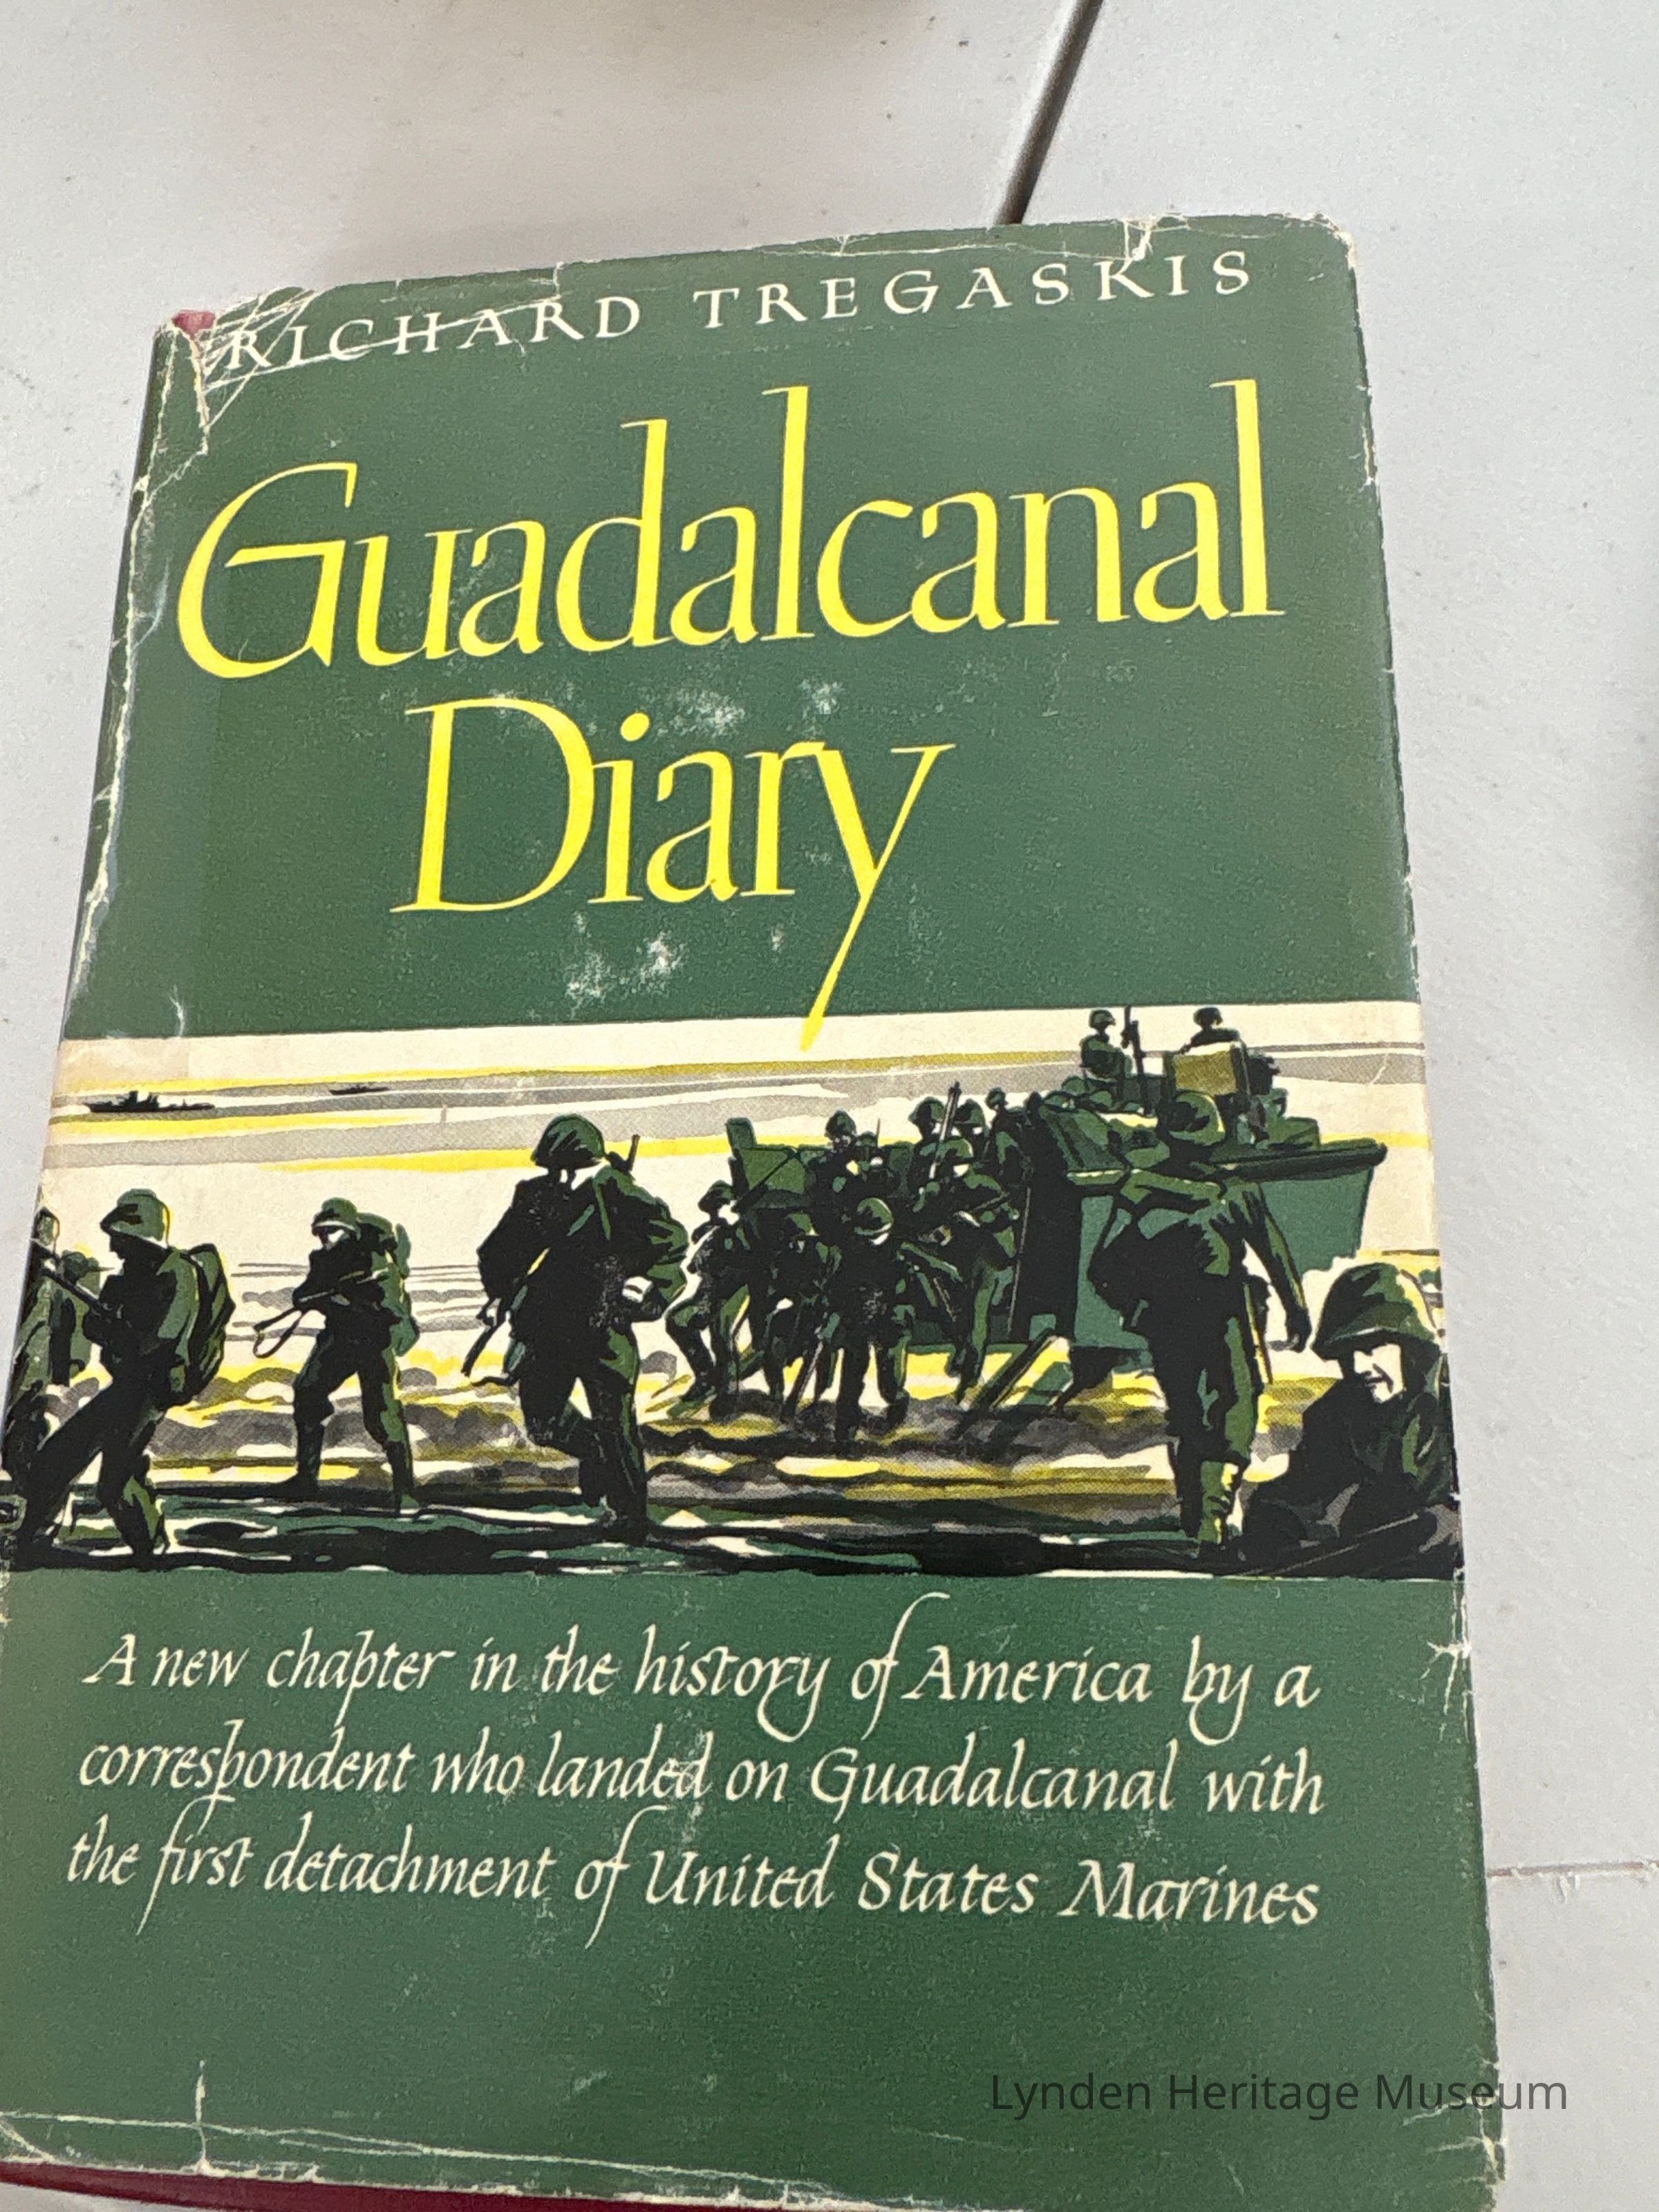 RICHARD TREGASKIS
Guadalcanal
Diary
A new chapter in the history of America by a
correspondent who landed on Guadalcanal with
the first detachment of United States Marines
Lynden Heritage Museum